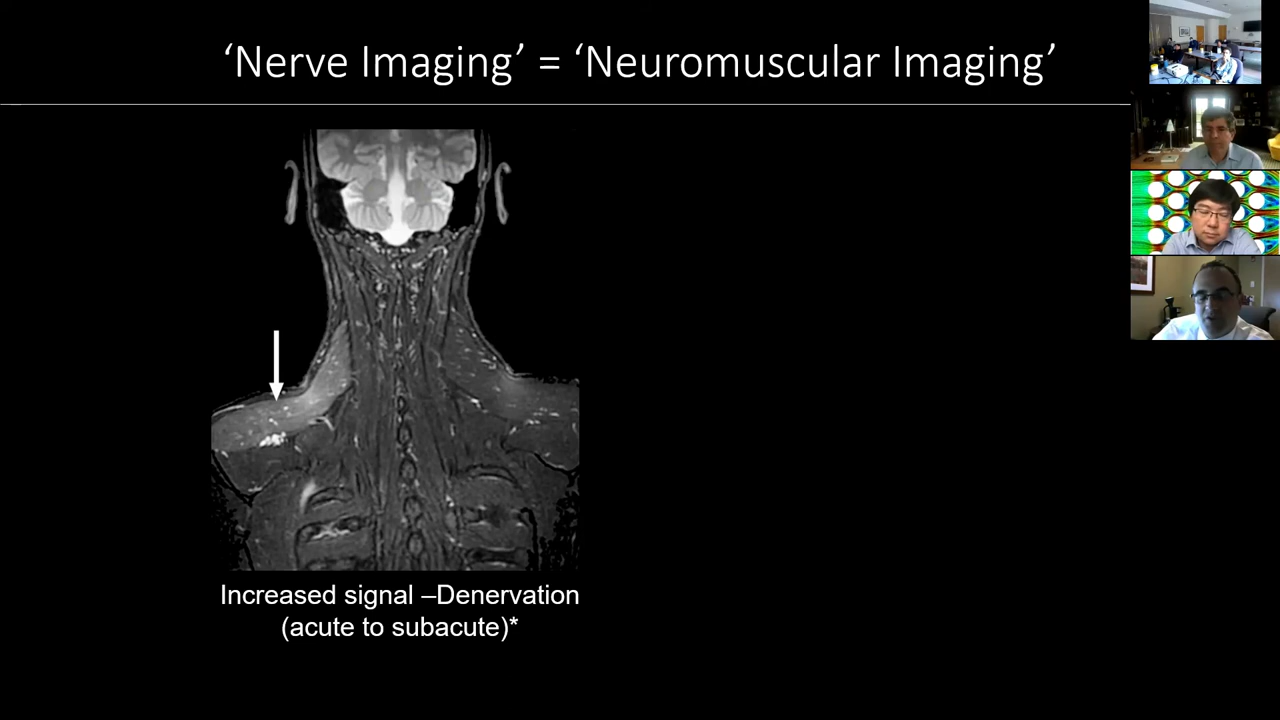 ‘Nerve Imaging’ = ‘Neuromuscular Imaging’
Increased signal –Denervation
(acute to subacute)*